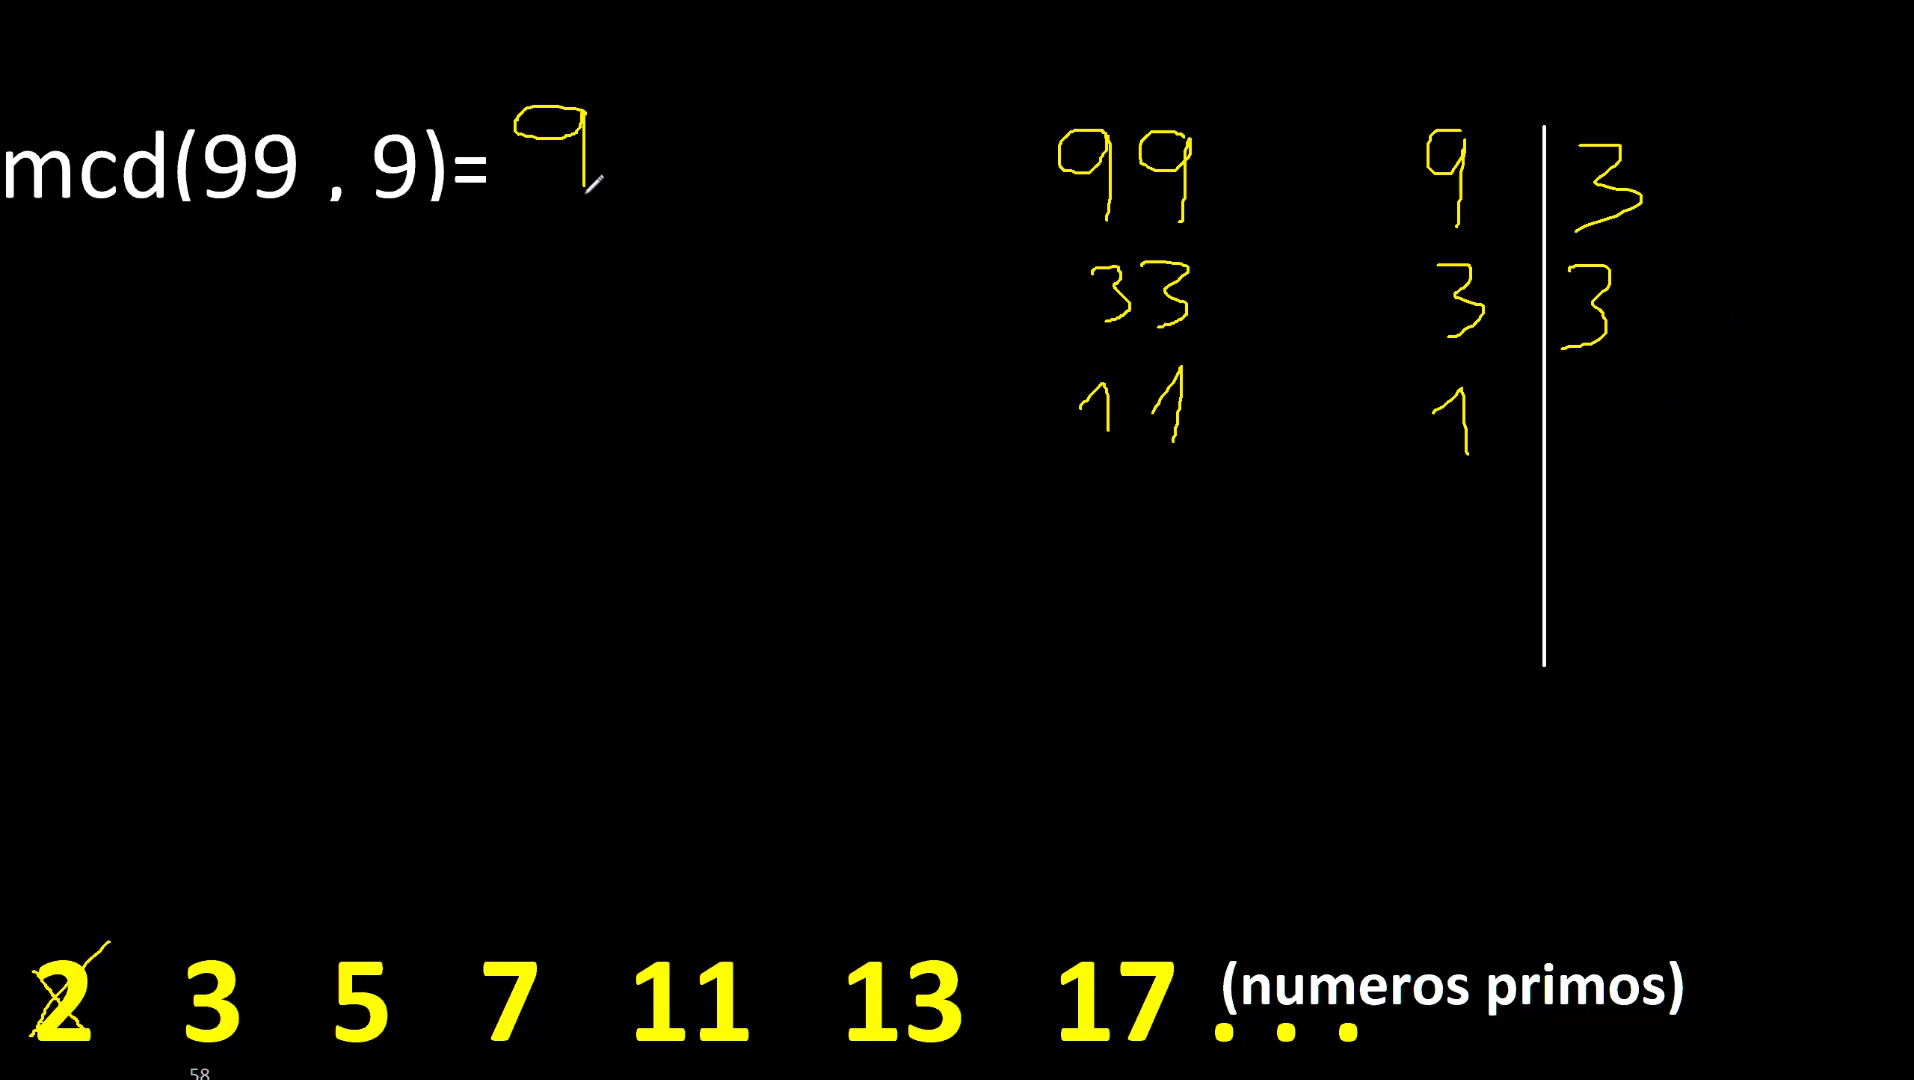 mcd(99 , 9)= 9
99 9 3
33 3 3
11 1
2 3 5 7 11 13 17 . . . (numeros primos)
58